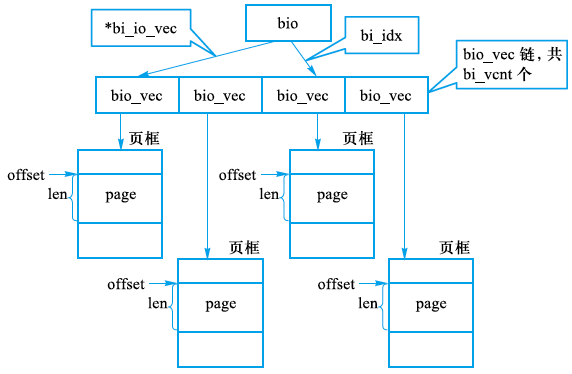 bio
*bi_io_vec
bi_idx
bio_vec 链，共
bi_vcnt 个
bio_vec bio_vec bio_vec bio_vec
页框 页框
offset offset
len page len page
页框 页框
offset offset
len page len page